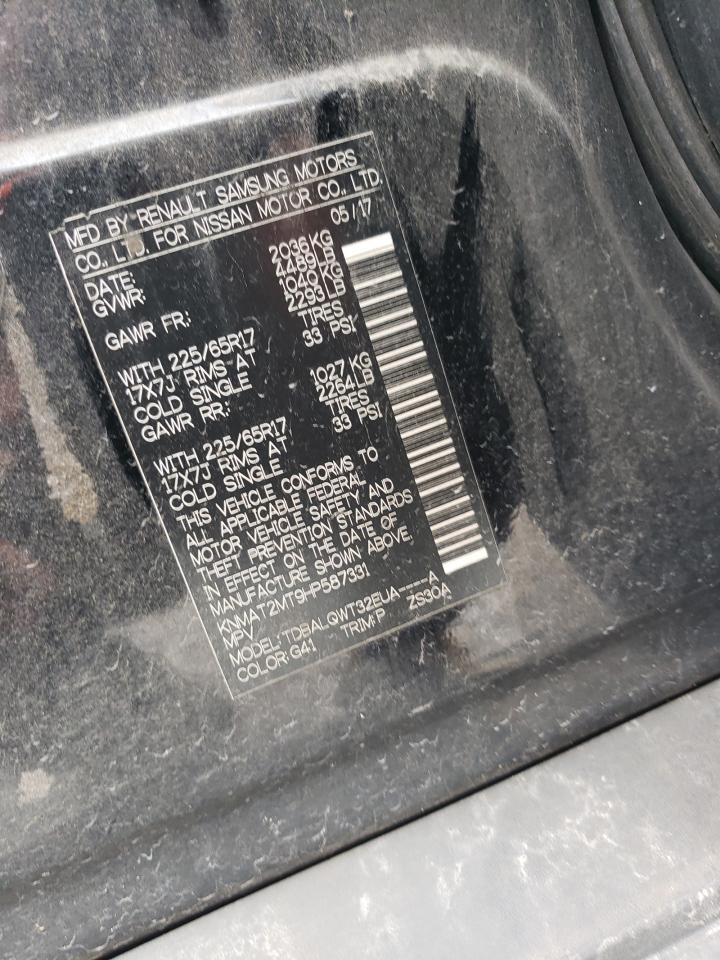 MFD BY RENAULT SAMSUNG MOTORS
CO., LTD. FOR NISSAN MOTOR CO., LTD.
DATE: 05/17
GVWR: 2036KG
4489LB
GAWR FR: 1040KG
2293LB
WITH 225/65R17 TIRES
17X7J RIMS AT 33 PSI
COLD SINGLE
GAWR RR: 1027KG
2264LB
WITH 225/65R17 TIRES
17X7J RIMS AT 33 PSI
COLD SINGLE
THIS VEHICLE CONFORMS TO
ALL APPLICABLE FEDERAL
MOTOR VEHICLE SAFETY AND
THEFT PREVENTION STANDARDS
IN EFFECT ON THE DATE OF
MANUFACTURE SHOWN ABOVE.
KNMAT2MT9HP587331
MPV
MODEL:TDBALQWT32EUA----A
COLOR:G41 TRIM:P ZS30A